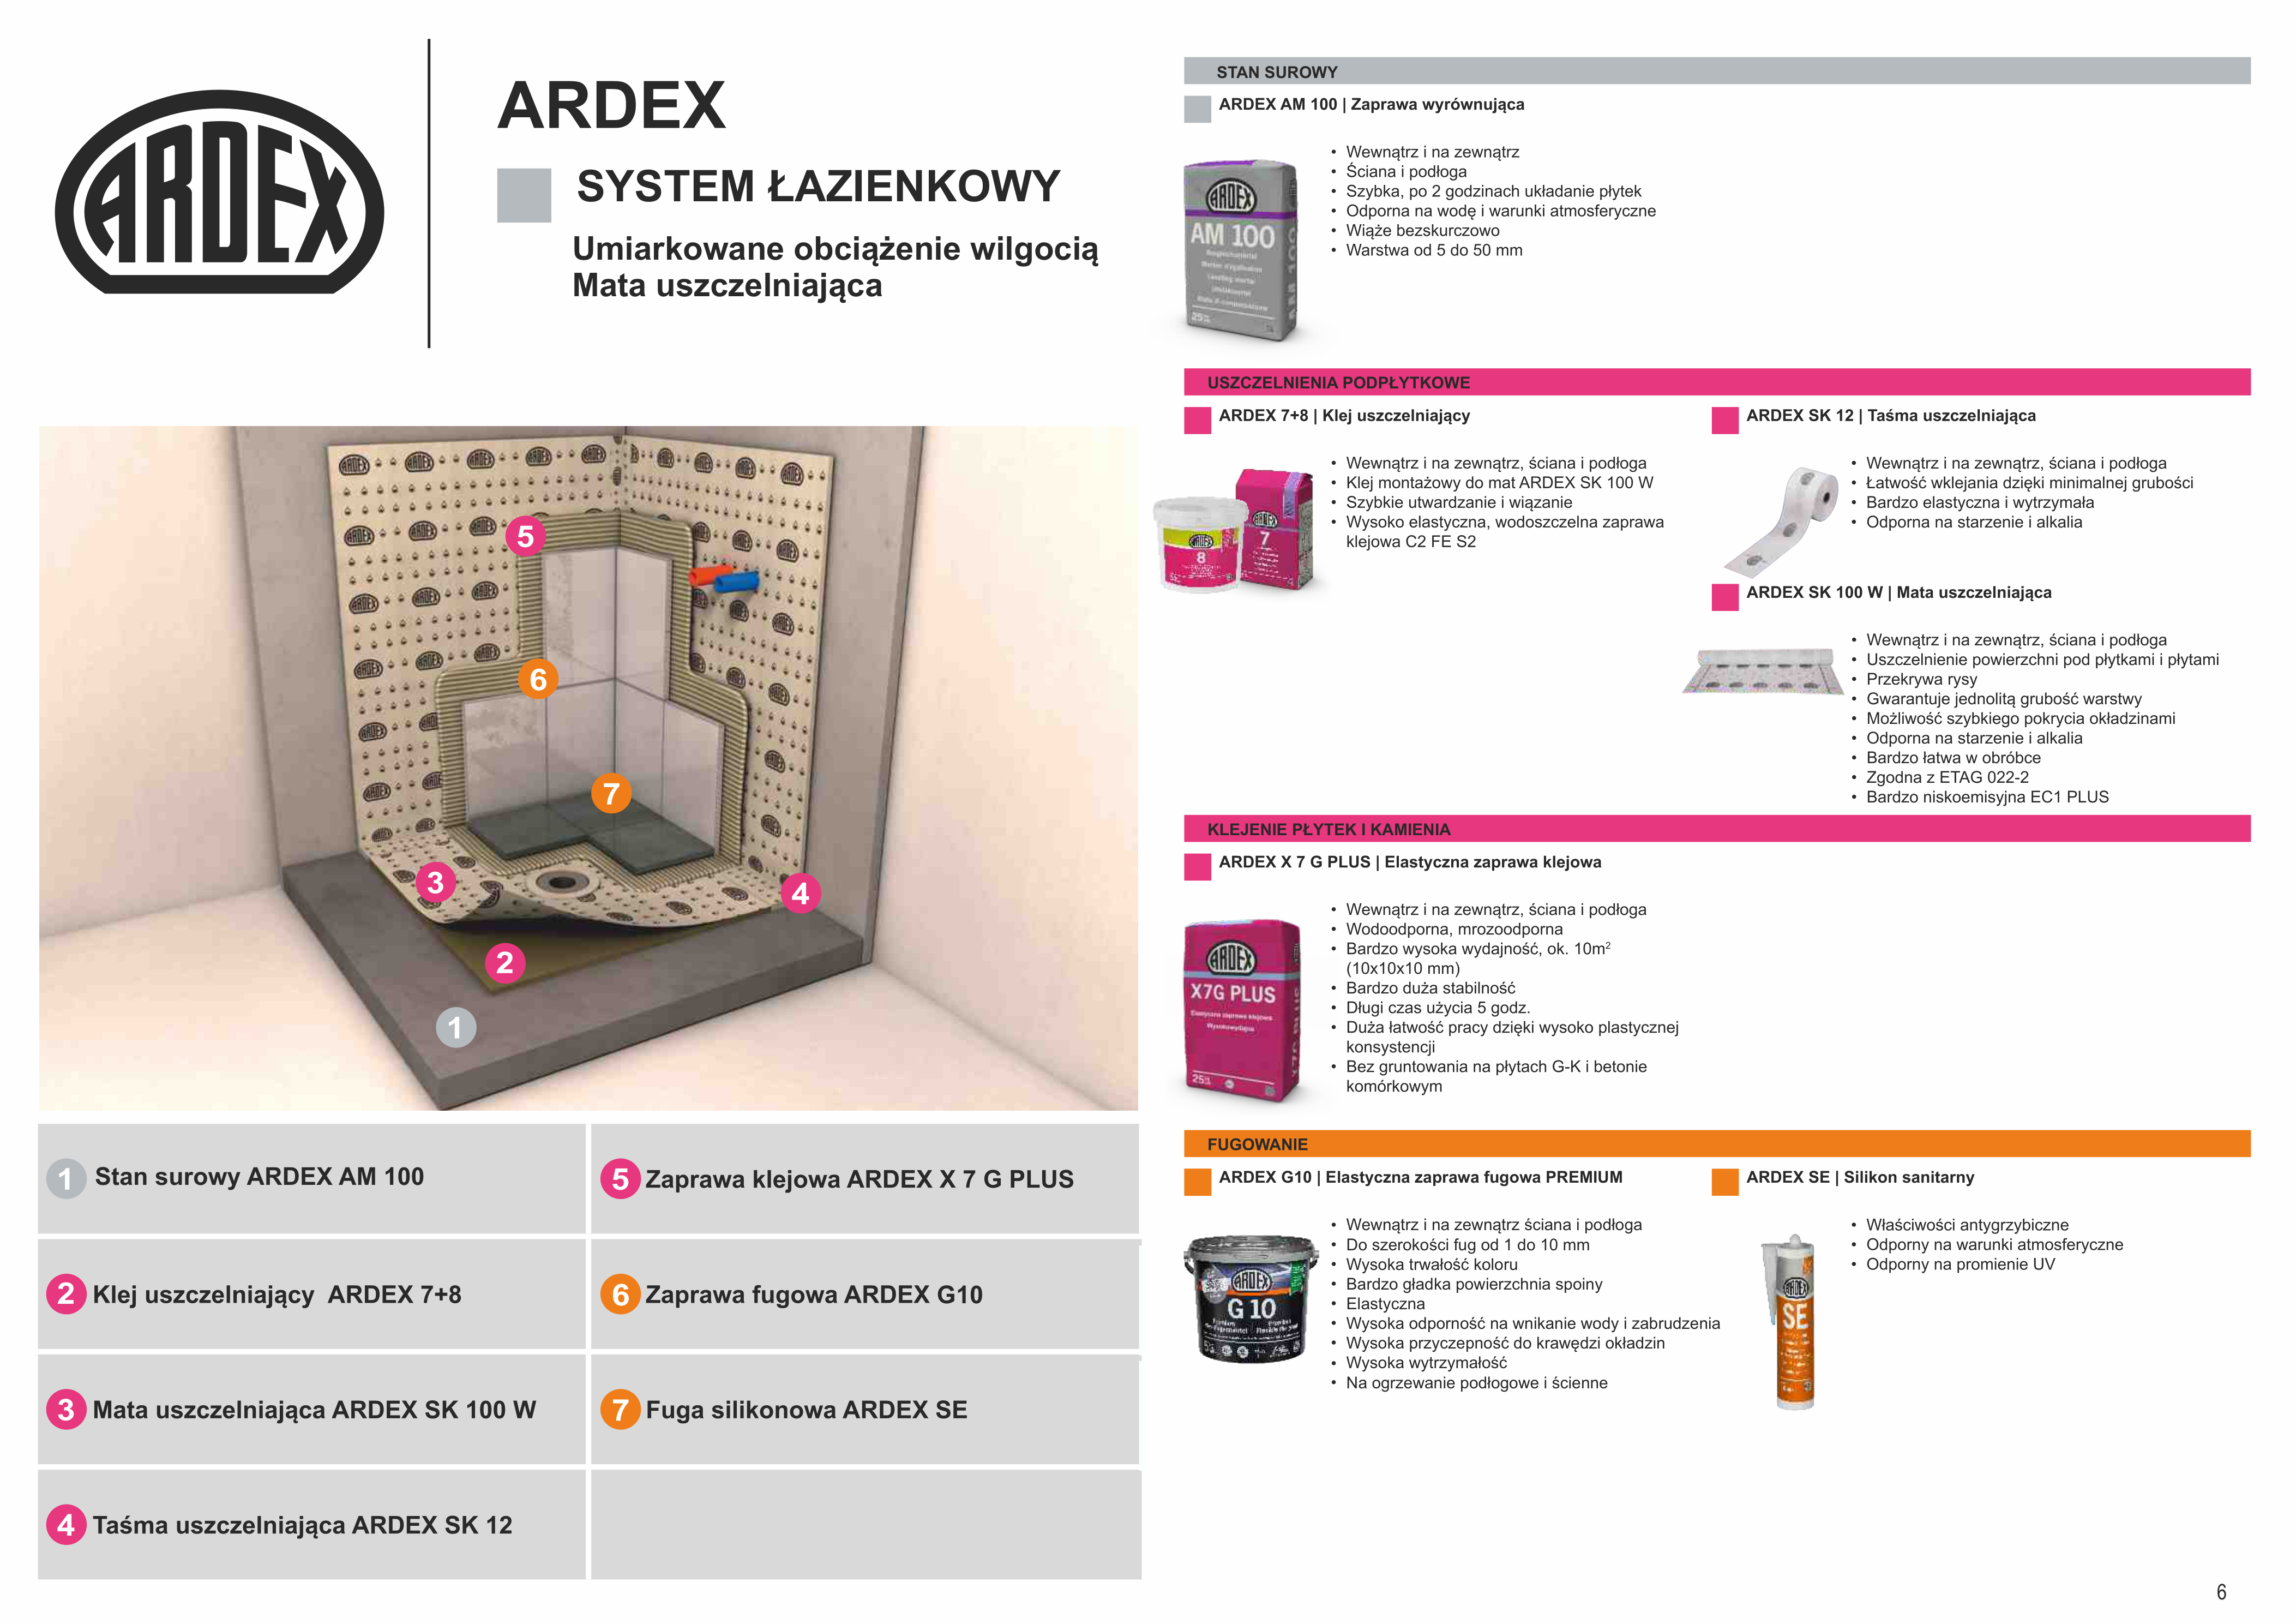 ARDEX
ARDEX
SYSTEM ŁAZIENKOWY
Umiarkowane obciążenie wilgocią
Mata uszczelniająca
5
6
7
3
4
2
1
1 Stan surowy ARDEX AM 100
5 Zaprawa klejowa ARDEX X 7 G PLUS
2 Klej uszczelniający ARDEX 7+8
6 Zaprawa fugowa ARDEX G10
3 Mata uszczelniająca ARDEX SK 100 W
7 Fuga silikonowa ARDEX SE
4 Taśma uszczelniająca ARDEX SK 12
STAN SUROWY
ARDEX AM 100 | Zaprawa wyrównująca
ARDEX
AM 100
25
• Wewnątrz i na zewnątrz
• Ściana i podłoga
• Szybka, po 2 godzinach układanie płytek
• Odporna na wodę i warunki atmosferyczne
• Wiąże bezskurczowo
• Warstwa od 5 do 50 mm
USZCZELNIENIA PODPŁYTKOWE
ARDEX 7+8 | Klej uszczelniający
ARDEX
7
ARDEX
8
• Wewnątrz i na zewnątrz, ściana i podłoga
• Klej montażowy do mat ARDEX SK 100 W
• Szybkie utwardzanie i wiązanie
• Wysoko elastyczna, wodoszczelna zaprawa
klejowa C2 FE S2
ARDEX SK 12 | Taśma uszczelniająca
• Wewnątrz i na zewnątrz, ściana i podłoga
• Łatwość wklejania dzięki minimalnej grubości
• Bardzo elastyczna i wytrzymała
• Odporna na starzenie i alkalia
ARDEX SK 100 W | Mata uszczelniająca
• Wewnątrz i na zewnątrz, ściana i podłoga
• Uszczelnienie powierzchni pod płytkami i płytami
• Przekrywa rysy
• Gwarantuje jednolitą grubość warstwy
• Możliwość szybkiego pokrycia okładzinami
• Odporna na starzenie i alkalia
• Bardzo łatwa w obróbce
• Zgodna z ETAG 022-2
• Bardzo niskoemisyjna EC1 PLUS
KLEJENIE PŁYTEK I KAMIENIA
ARDEX X 7 G PLUS | Elastyczna zaprawa klejowa
ARDEX
X7G PLUS
Elastyczna zaprawa klejowa
Wysokowydajna
25
• Wewnątrz i na zewnątrz, ściana i podłoga
• Wodoodporna, mrozoodporna
• Bardzo wysoka wydajność, ok. 10m²
(10x10x10 mm)
• Bardzo duża stabilność
• Długi czas użycia 5 godz.
• Duża łatwość pracy dzięki wysoko plastycznej
konsystencji
• Bez gruntowania na płytach G-K i betonie
komórkowym
FUGOWANIE
ARDEX G10 | Elastyczna zaprawa fugowa PREMIUM
ARDEX
G 10
• Wewnątrz i na zewnątrz ściana i podłoga
• Do szerokości fug od 1 do 10 mm
• Wysoka trwałość koloru
• Bardzo gładka powierzchnia spoiny
• Elastyczna
• Wysoka odporność na wnikanie wody i zabrudzenia
• Wysoka przyczepność do krawędzi okładzin
• Wysoka wytrzymałość
• Na ogrzewanie podłogowe i ścienne
ARDEX SE | Silikon sanitarny
ARDEX
SE
• Właściwości antygrzybiczne
• Odporny na warunki atmosferyczne
• Odporny na promienie UV
6